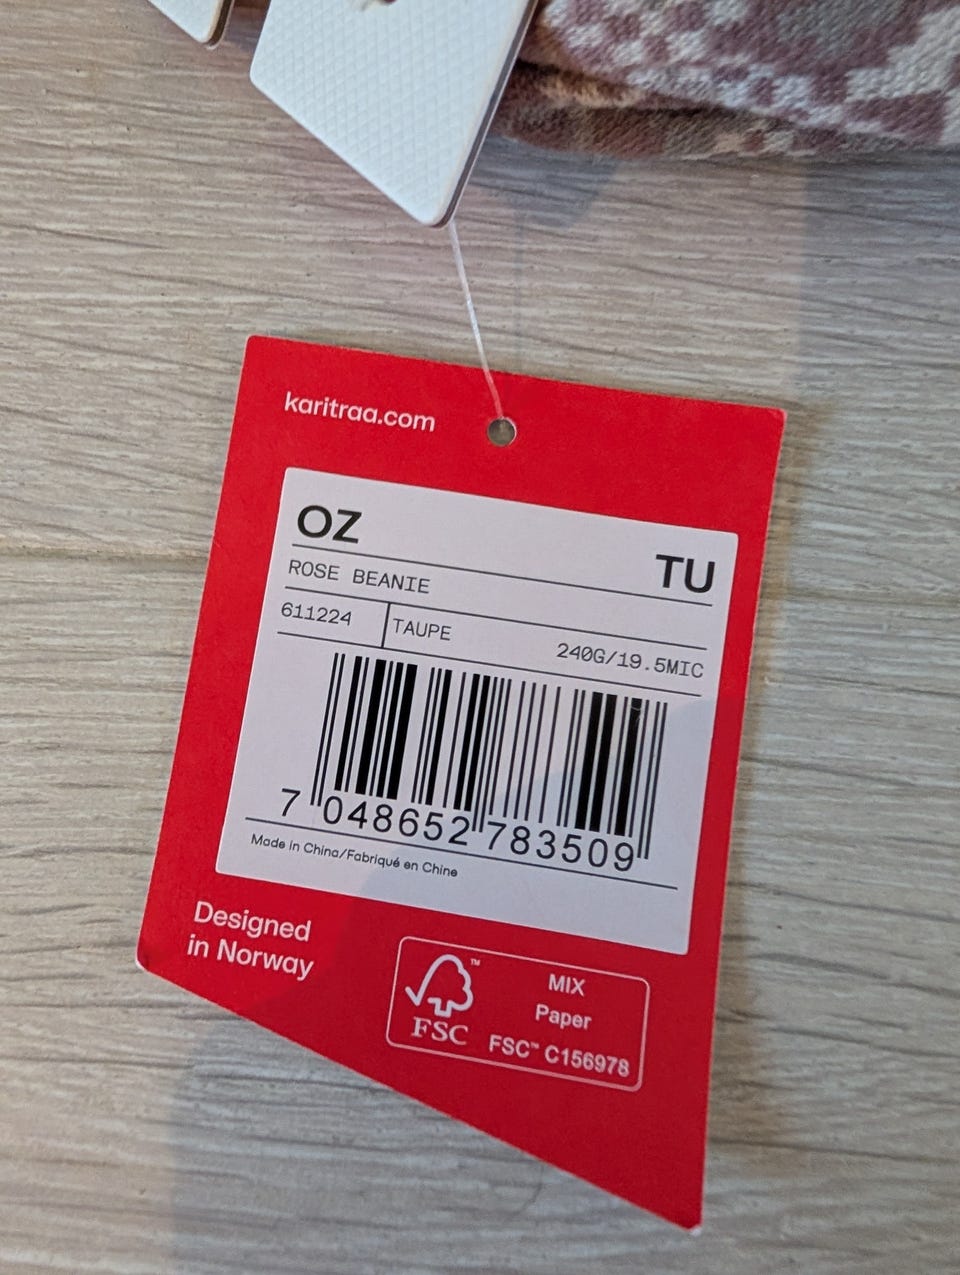 karitraa.com
OZ
TU
ROSE BEANIE
611224 TAUPE 240G/19.5MIC
7 048652 783509
Made in China/Fabriqué en Chine
Designed
in Norway
FSC™
MIX
Paper
FSC™ C156978